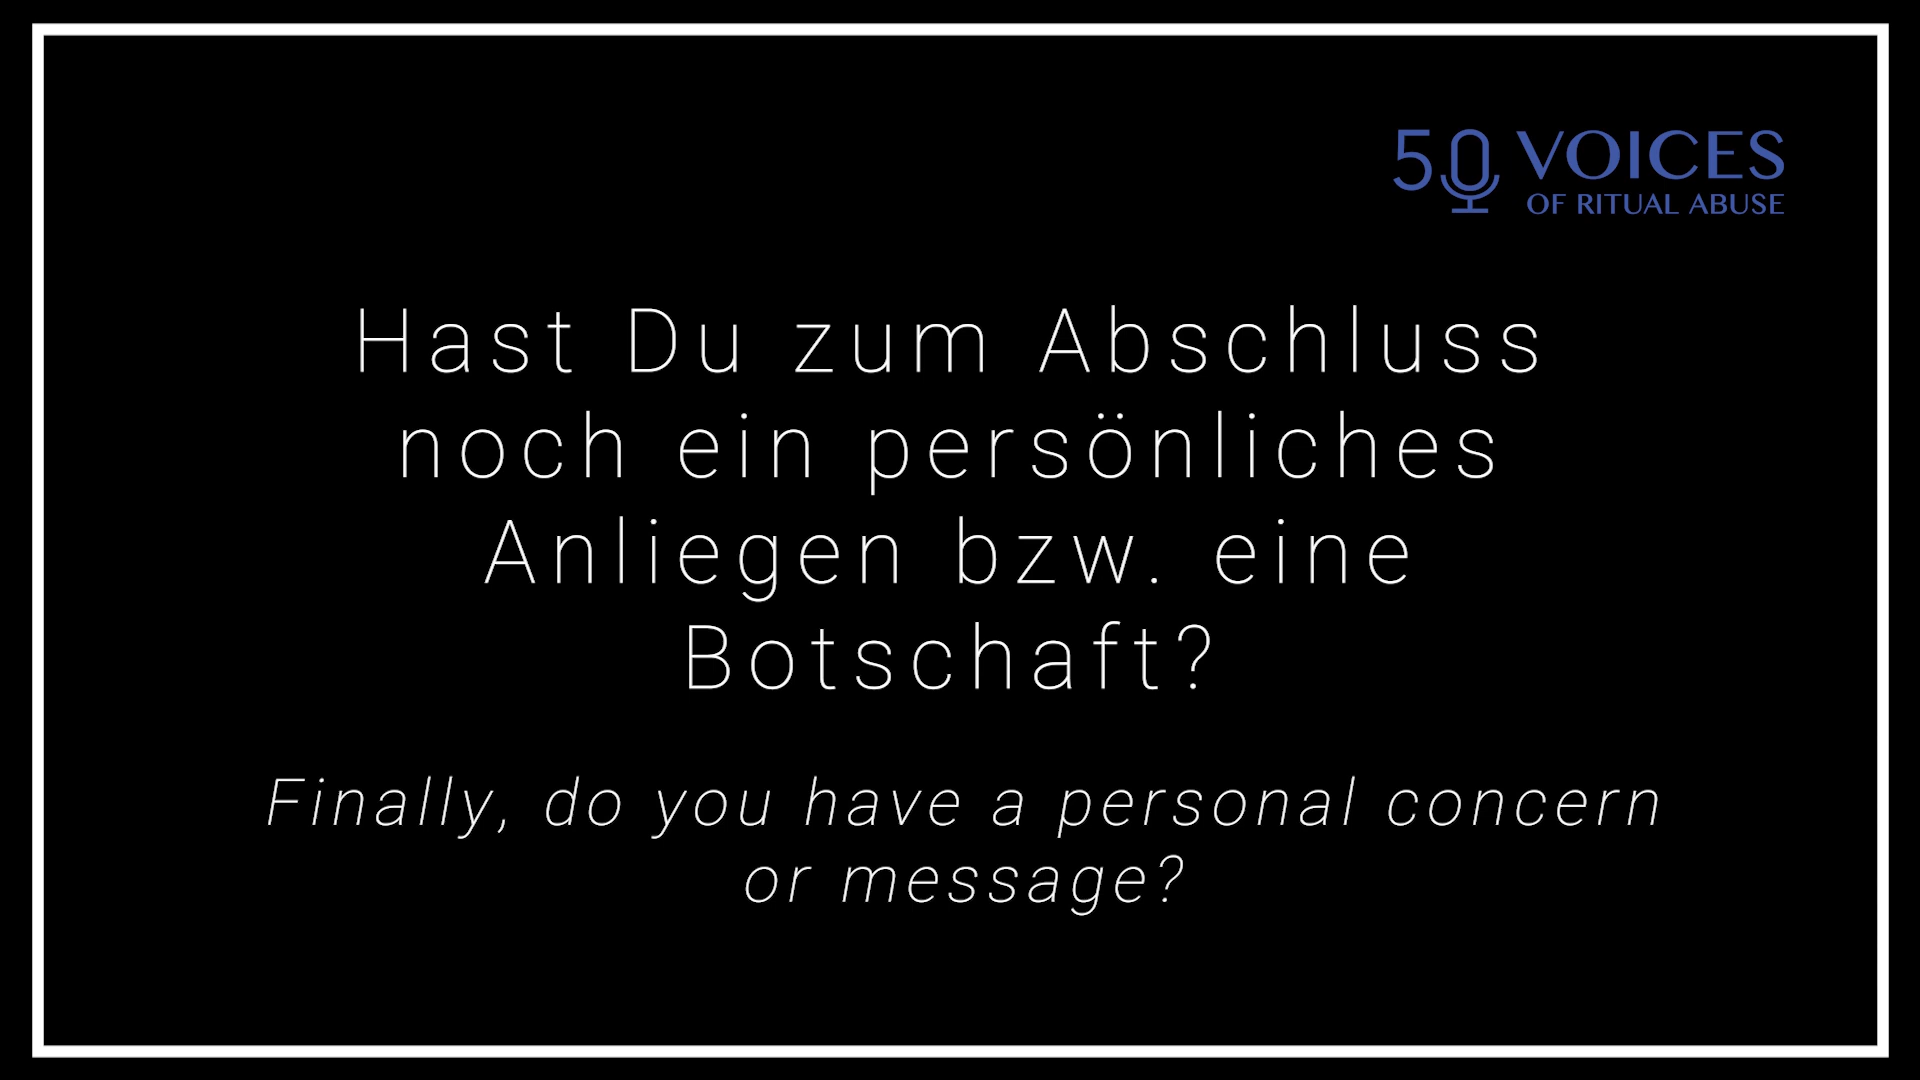 50 VOICES
OF RITUAL ABUSE
Hast Du zum Abschluss
noch ein persönliches
Anliegen bzw. eine
Botschaft?
Finally, do you have a personal concern
or message?